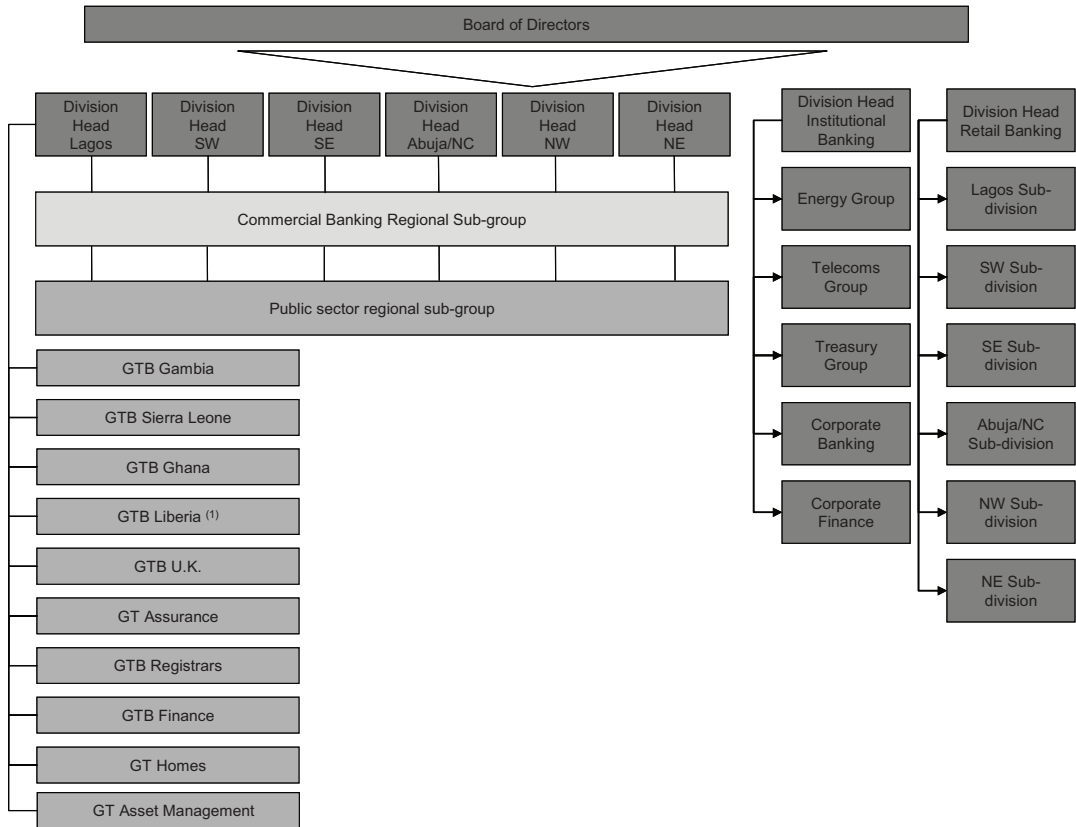 Board of Directors
Division
Head
Lagos
Division
Head
SW
Division
Head
SE
Division
Head
Abuja/NC
Division
Head
NW
Division
Head
NE
Division Head
Institutional
Banking
Division Head
Retail Banking
Commercial Banking Regional Sub-group
Public sector regional sub-group
GTB Gambia
GTB Sierra Leone
GTB Ghana
GTB Liberia (1)
GTB U.K.
GT Assurance
GTB Registrars
GTB Finance
GT Homes
GT Asset Management
Energy Group
Telecoms
Group
Treasury
Group
Corporate
Banking
Corporate
Finance
Lagos Sub-
division
SW Sub-
division
SE Sub-
division
Abuja/NC
Sub-division
NW Sub-
division
NE Sub-
division